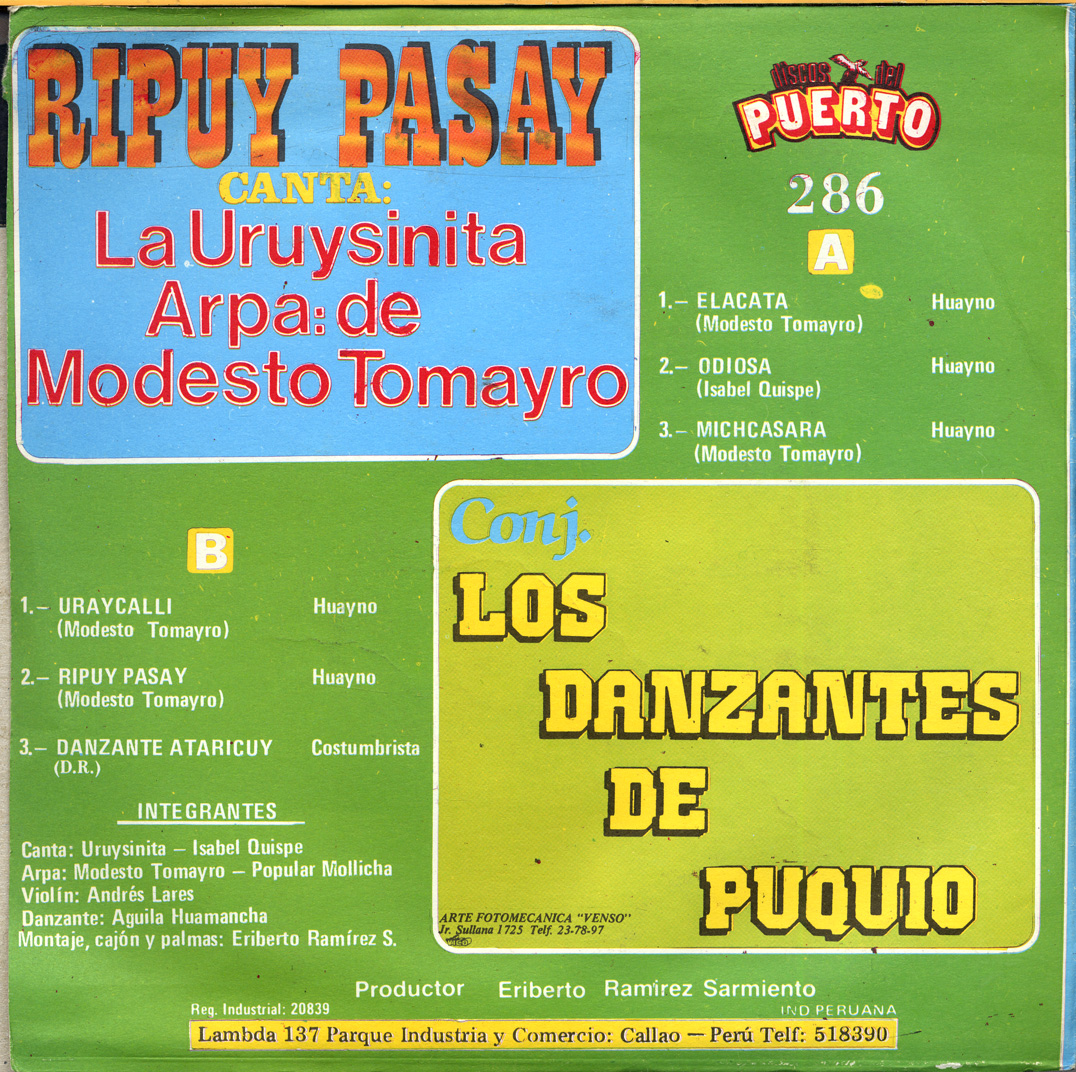 RIPUY PASAY
CANTA:
La Uruysinita
Arpa: de
Modesto Tomayro
discos del
PUERTO
286
A
1.– ELACATA Huayno
(Modesto Tomayro)
2.– ODIOSA Huayno
(Isabel Quispe)
3.– MICHCASARA Huayno
(Modesto Tomayro)
B
1.– URAYCALLI Huayno
(Modesto Tomayro)
2.– RIPUY PASAY Huayno
(Modesto Tomayro)
3.– DANZANTE ATARICUY Costumbrista
(D.R.)
INTEGRANTES
Canta: Uruysinita – Isabel Quispe
Arpa: Modesto Tomayro – Popular Mollicha
Violín: Andrés Lares
Danzante: Aguila Huamancha
Montaje, cajón y palmas: Eriberto Ramírez S.
Conj.
LOS
DANZANTES
DE
PUQUIO
ARTE FOTOMECANICA "VENSO"
Jr. Sullana 1725 Telf. 23-78-97
Productor Eriberto Ramírez Sarmiento
Reg. Industrial: 20839
IND PERUANA
Lambda 137 Parque Industria y Comercio: Callao – Perú Telf: 518390